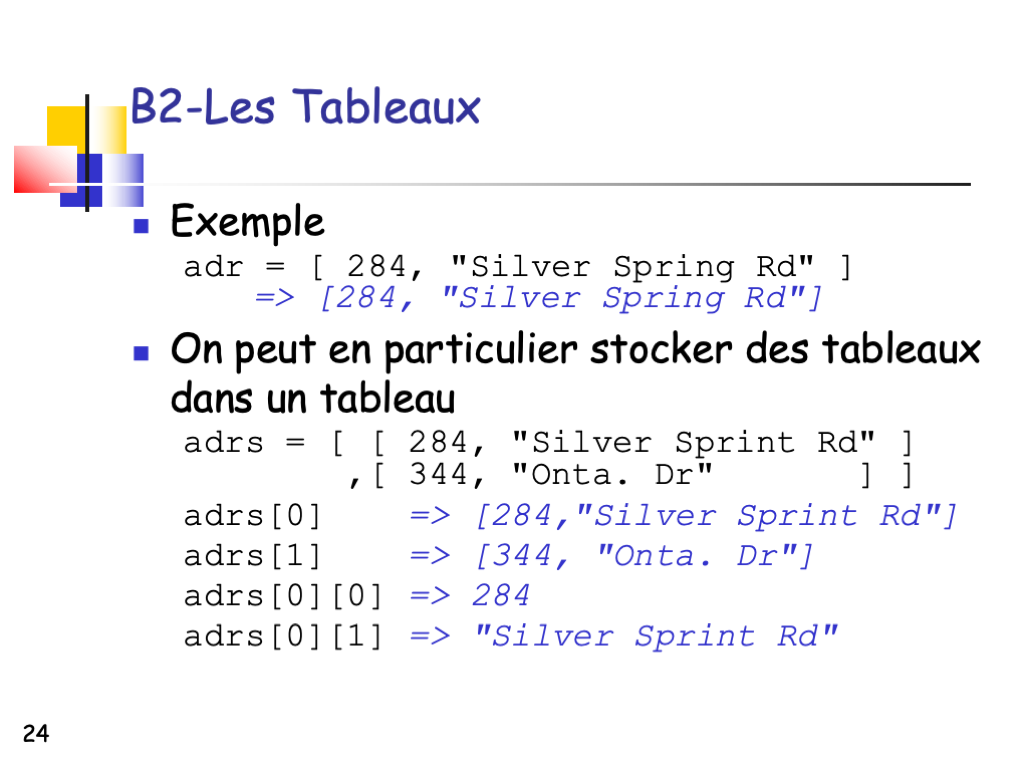 B2-Les Tableaux
Exemple
adr = [ 284, "Silver Spring Rd" ]
=> [284, "Silver Spring Rd"]
On peut en particulier stocker des tableaux
dans un tableau
adrs = [ [ 284, "Silver Sprint Rd" ]
,[ 344, "Onta. Dr" ] ]
adrs[0] => [284,"Silver Sprint Rd"]
adrs[1] => [344, "Onta. Dr"]
adrs[0][0] => 284
adrs[0][1] => "Silver Sprint Rd"
24